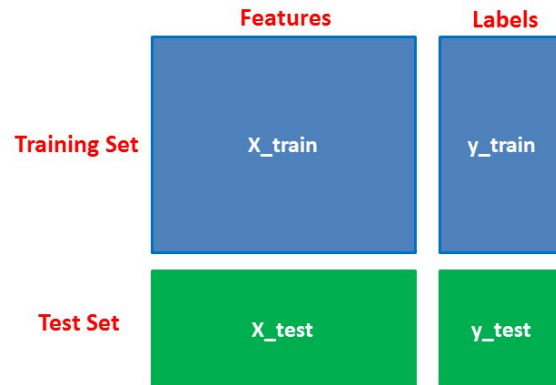 Features
Labels
Training Set
X_train
y_train
Test Set
X_test
y_test